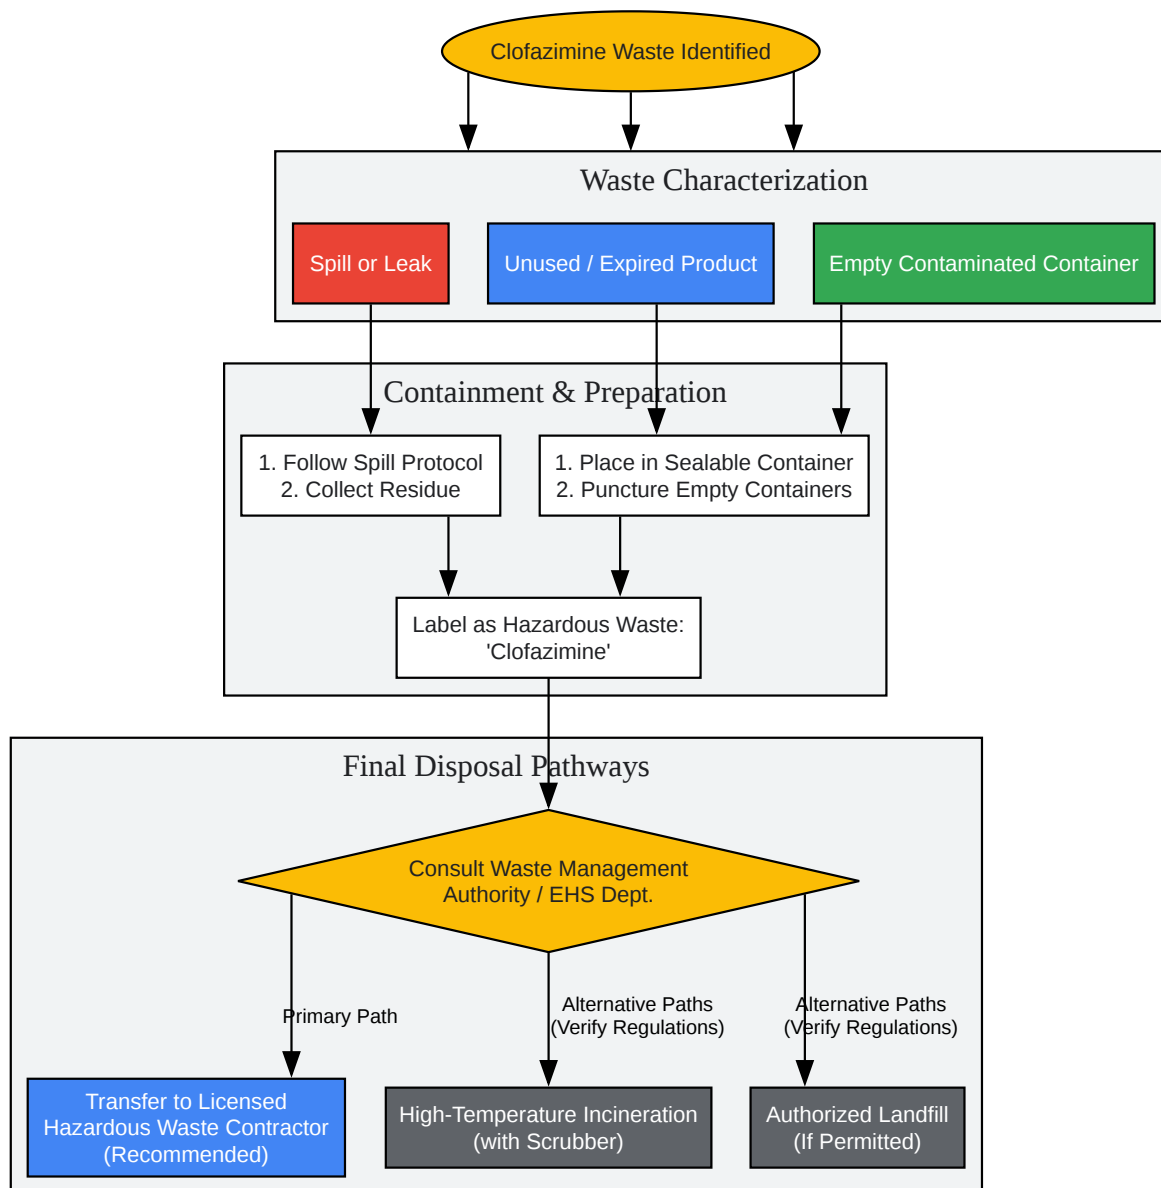 Clofazimine Waste Identified
Waste Characterization
Spill or Leak
Unused / Expired Product
Empty Contaminated Container
Containment & Preparation
1. Follow Spill Protocol
2. Collect Residue
1. Place in Sealable Container
2. Puncture Empty Containers
Label as Hazardous Waste:
'Clofazimine'
Final Disposal Pathways
Consult Waste Management
Authority / EHS Dept.
Primary Path
Alternative Paths
(Verify Regulations)
Alternative Paths
(Verify Regulations)
Transfer to Licensed
Hazardous Waste Contractor
(Recommended)
High-Temperature Incineration
(with Scrubber)
Authorized Landfill
(If Permitted)